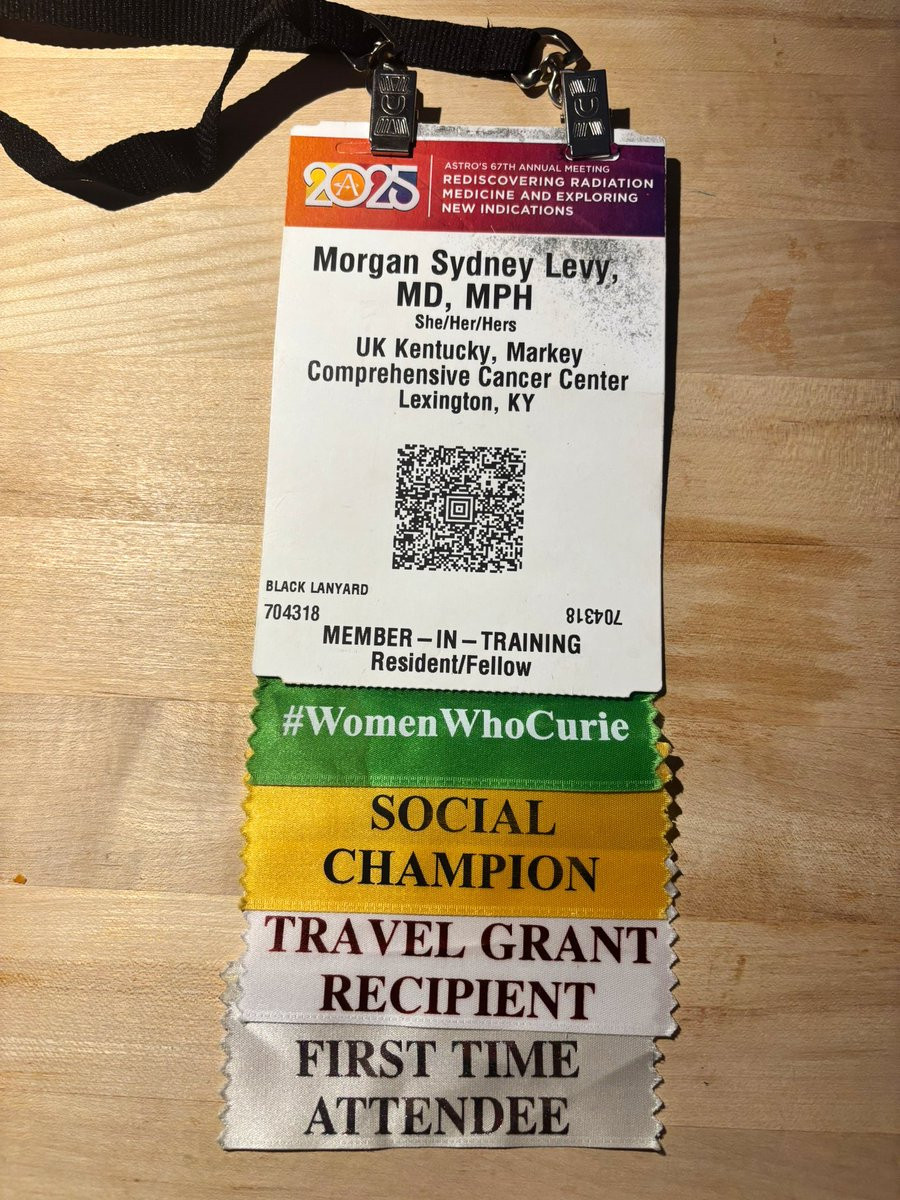 2025
ASTRO'S 67TH ANNUAL MEETING
REDISCOVERING RADIATION
MEDICINE AND EXPLORING
NEW INDICATIONS
Morgan Sydney Levy,
MD, MPH
She/Her/Hers
UK Kentucky, Markey
Comprehensive Cancer Center
Lexington, KY
BLACK LANYARD
704318
704318
MEMBER – IN – TRAINING
Resident/Fellow
#WomenWhoCurie
SOCIAL
CHAMPION
TRAVEL GRANT
RECIPIENT
FIRST TIME
ATTENDEE